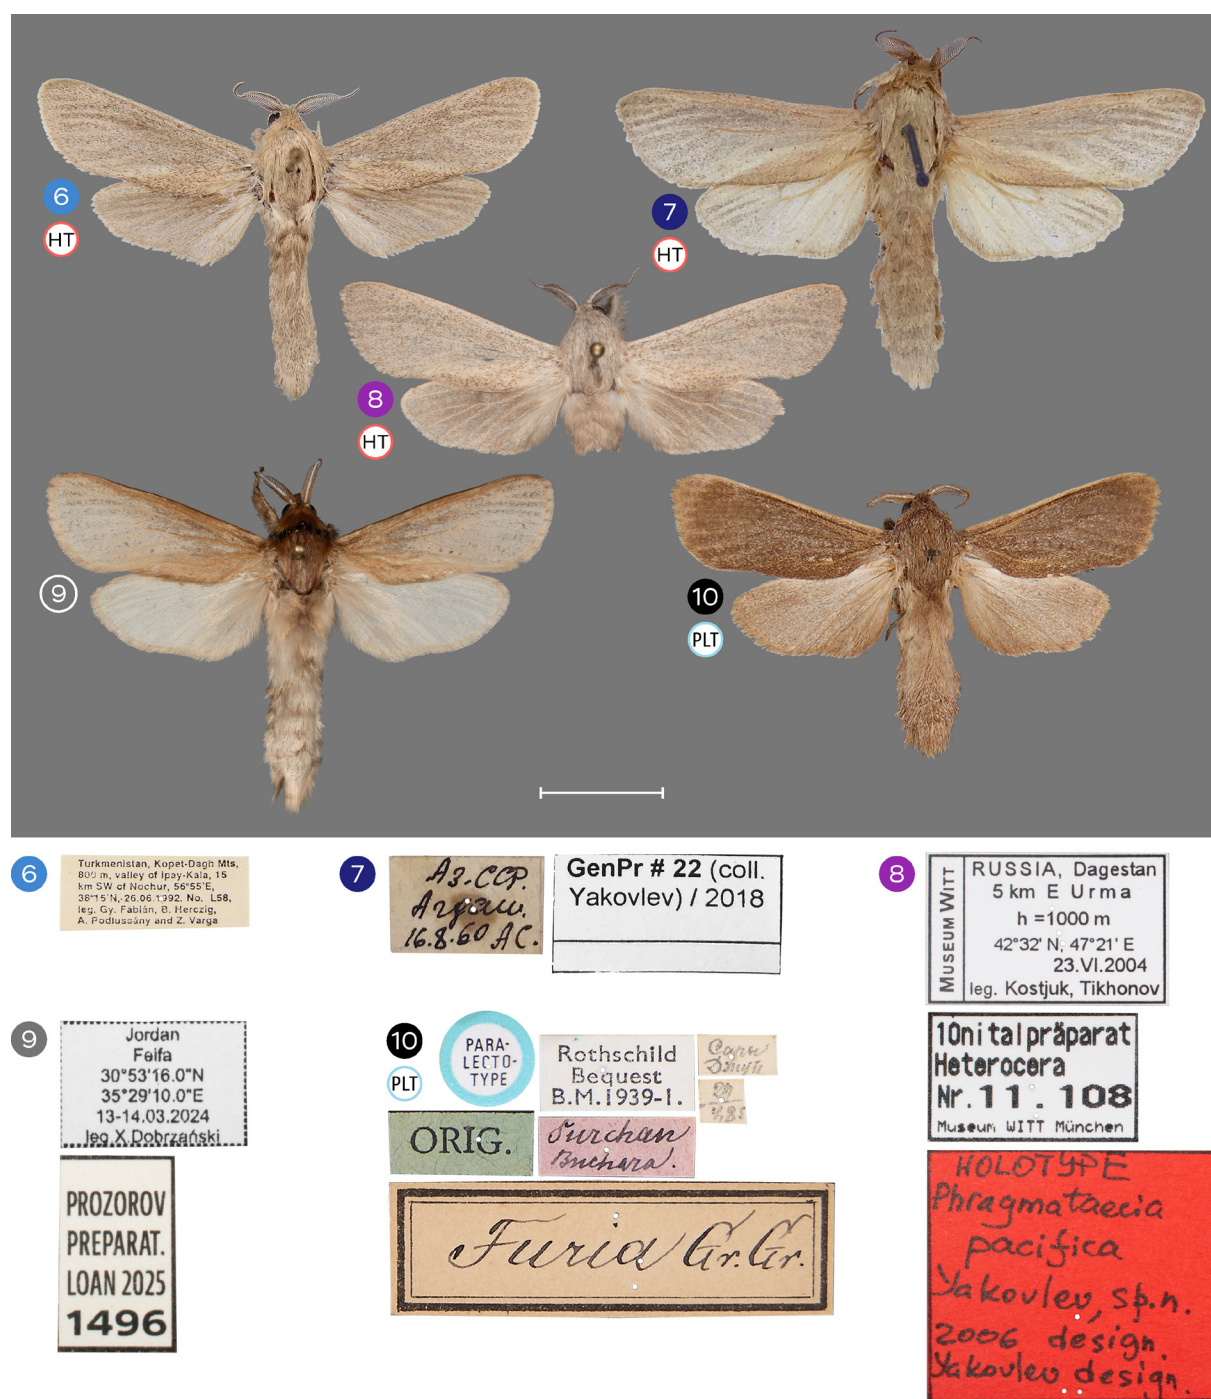 6
HT
7
HT
8
HT
9
10
PLT
6
Turkmenistan, Kopet-Dagh Mts,
800 m, valley of Ipay-Kala, 15
km SW of Nochur, 56°55'E,
38°15'N, 26.06.1992. No. L58,
leg. Gy. Fábián, B. Herczig,
A. Podlussány and Z. Varga
7
Аз.ССР.
16.8.60 АС.
GenPr # 22 (coll.
Yakovlev) / 2018
8
MUSEUM WITT
RUSSIA, Dagestan
5 km E Urma
h =1000 m
42°32' N, 47°21' E
23.VI.2004
leg. Kostjuk, Tikhonov
10nitalpräparat
Heterocera
Nr. 11.108
Museum WITT München
HOLOTYPE
Phragmataecia
pacifica
Yakovlev, sp.n.
2006 design.
Yakovlev design.
9
Jordan
Feifa
30°53'16.0"N
35°29'10.0"E
13-14.03.2024
leg.X.Dobrzański
PROZOROV
PREPARAT.
LOAN 2025
1496
10
PLT
PARA-
LECTO-
TYPE
Rothschild
Bequest
B.M.1939-1.
ORIG.
Surchan
Buchara.
Furia Gr.Gr.